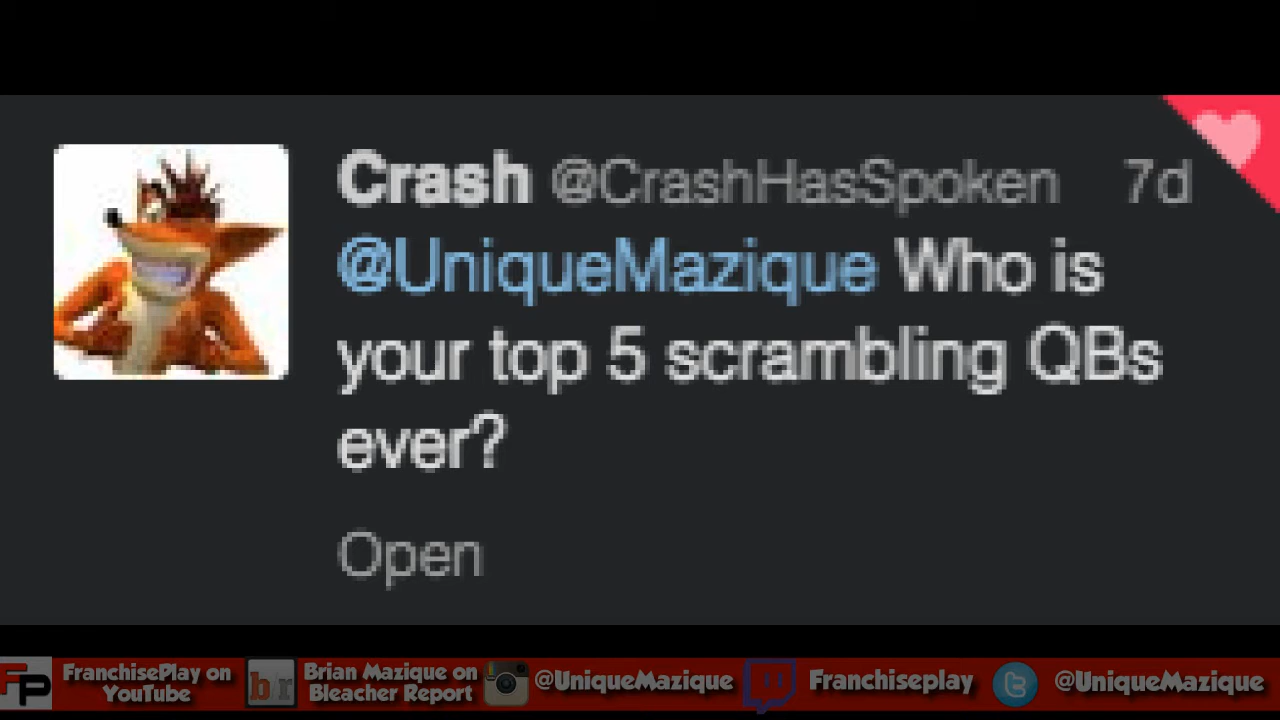 Crash @CrashHasSpoken 7d
@UniqueMazique Who is
your top 5 scrambling QBs
ever?
Open
FP
FranchisePlay on
YouTube
b/r
Brian Mazique on
Bleacher Report
@UniqueMazique
Franchiseplay
@UniqueMazique